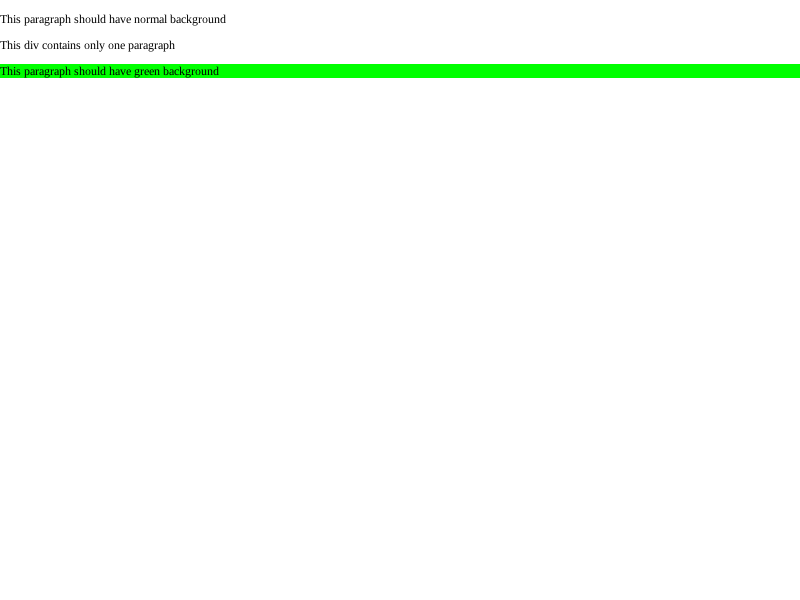 This paragraph should have normal background
This div contains only one paragraph
This paragraph should have green background